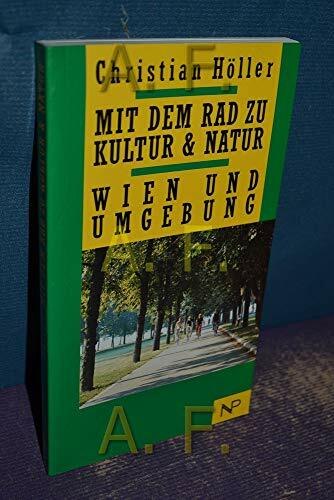 A. F.
Christian Höller
MIT DEM RAD ZU
KULTUR & NATUR
WIEN UND
UMGEBUNG
A. F.
A. F.
NP